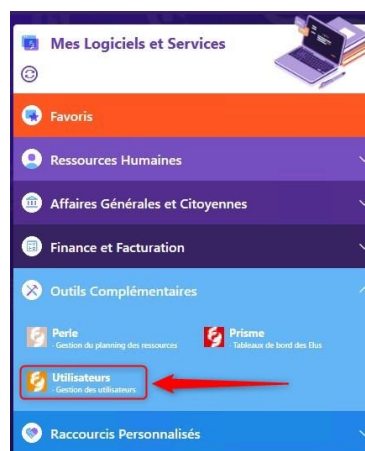 Mes Logiciels et Services
Favoris
Ressources Humaines
Affaires Générales et Citoyennes
Finance et Facturation
Outils Complémentaires
Perle
- Gestion du planning des ressources
Prisme
- Tableaux de bord des Elus
Utilisateurs
- Gestion des utilisateurs
Raccourcis Personnalisés